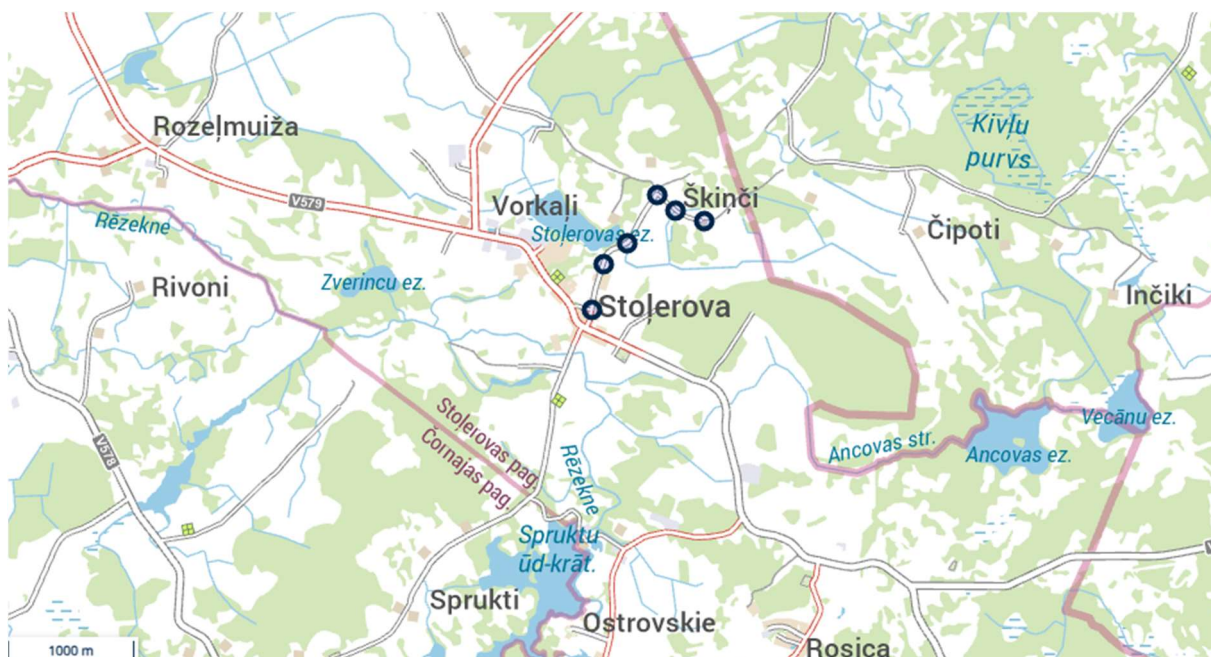 Rozeļmuiža
Kivļu
purvs
V579
Vorkaļi
Škiņči
Rēzekne
Stoļerovas ez.
Čipoti
Zverincu ez.
Rivoni
Inčiki
Stoļerova
Stoļerovas pag.
Čornajas pag.
Vecānu ez.
V578
Ancovas str.
Ancovas ez.
Rēzekne
Spruktu
ūd-krāt.
Sprukti
Ostrovskie
Rosica
1000 m